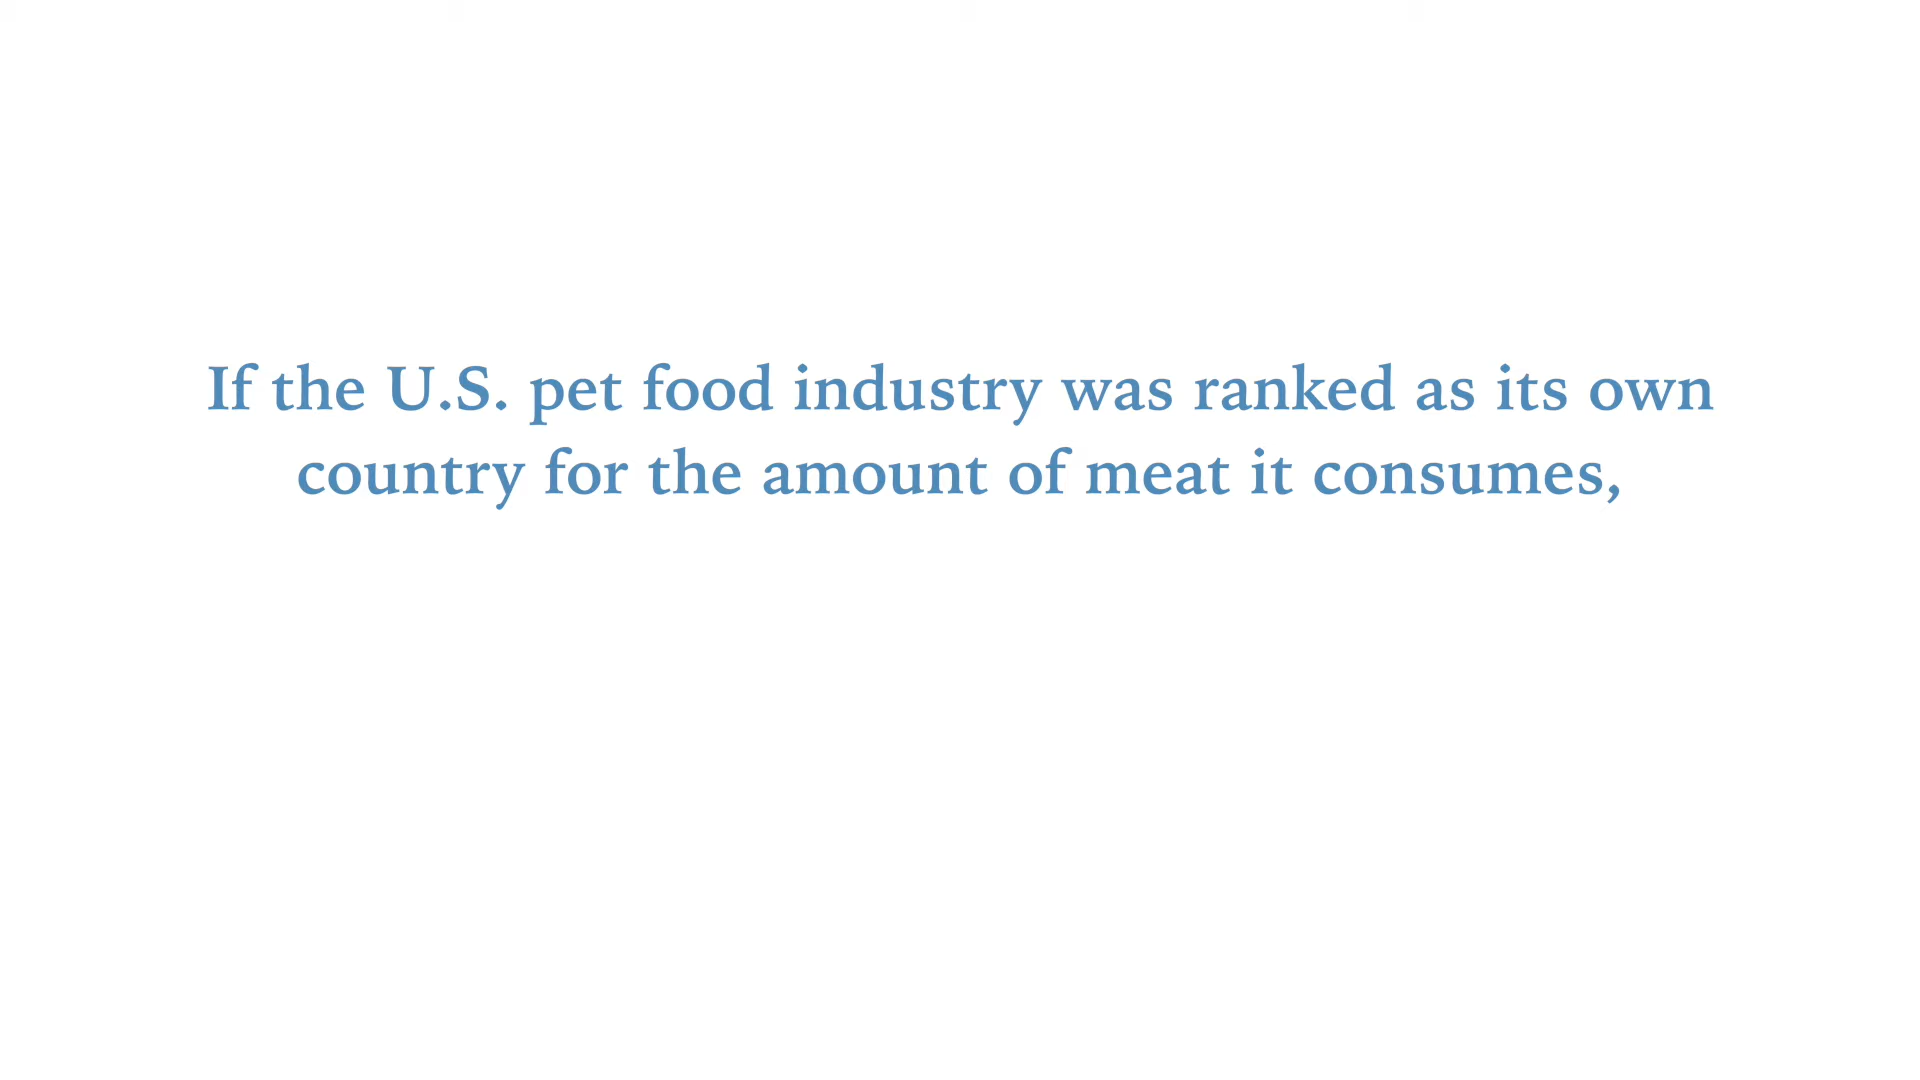 If the U.S. pet food industry was ranked as its own
country for the amount of meat it consumes,